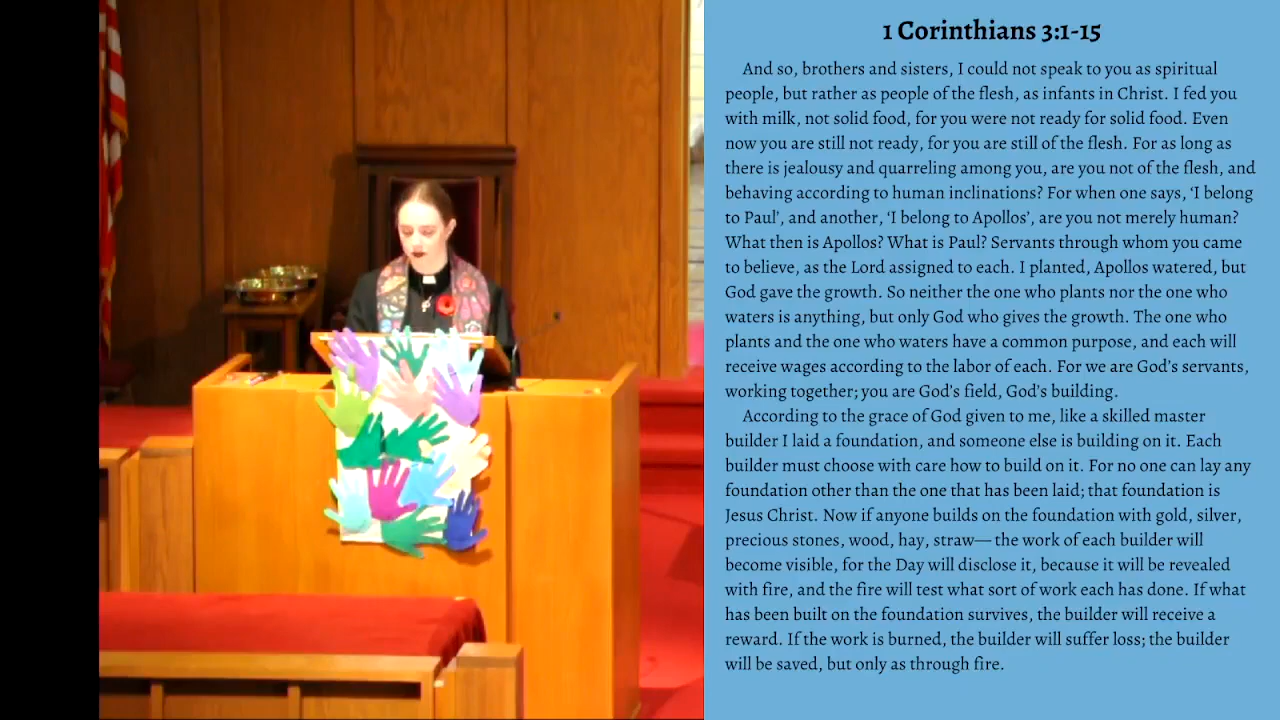 1 Corinthians 3:1-15
And so, brothers and sisters, I could not speak to you as spiritual
people, but rather as people of the flesh, as infants in Christ. I fed you
with milk, not solid food, for you were not ready for solid food. Even
now you are still not ready, for you are still of the flesh. For as long as
there is jealousy and quarreling among you, are you not of the flesh, and
behaving according to human inclinations? For when one says, ‘I belong
to Paul’, and another, ‘I belong to Apollos’, are you not merely human?
What then is Apollos? What is Paul? Servants through whom you came
to believe, as the Lord assigned to each. I planted, Apollos watered, but
God gave the growth. So neither the one who plants nor the one who
waters is anything, but only God who gives the growth. The one who
plants and the one who waters have a common purpose, and each will
receive wages according to the labor of each. For we are God’s servants,
working together; you are God’s field, God’s building.
According to the grace of God given to me, like a skilled master
builder I laid a foundation, and someone else is building on it. Each
builder must choose with care how to build on it. For no one can lay any
foundation other than the one that has been laid; that foundation is
Jesus Christ. Now if anyone builds on the foundation with gold, silver,
precious stones, wood, hay, straw— the work of each builder will
become visible, for the Day will disclose it, because it will be revealed
with fire, and the fire will test what sort of work each has done. If what
has been built on the foundation survives, the builder will receive a
reward. If the work is burned, the builder will suffer loss; the builder
will be saved, but only as through fire.